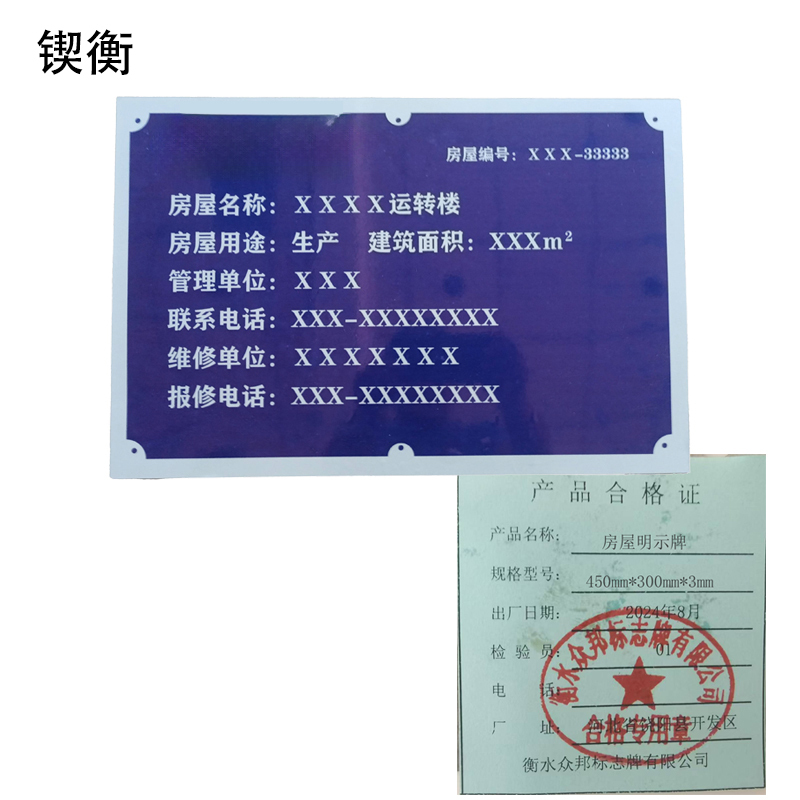 锲衡
房屋编号：XXX-33333
房屋名称：XXXX运转楼
房屋用途：生产 建筑面积：XXXm²
管理单位：XXX
联系电话：XXX-XXXXXXXX
维修单位：XXXXXXX
报修电话：XXX-XXXXXXXX
产品合格证
产品名称：房屋明示牌
规格型号：450mm*300mm*3mm
出厂日期：2024年8月
检验员：01
电话：
厂址：河北省饶阳县开发区
衡水众邦标志牌有限公司
衡水众邦标志牌有限公司
合格专用章